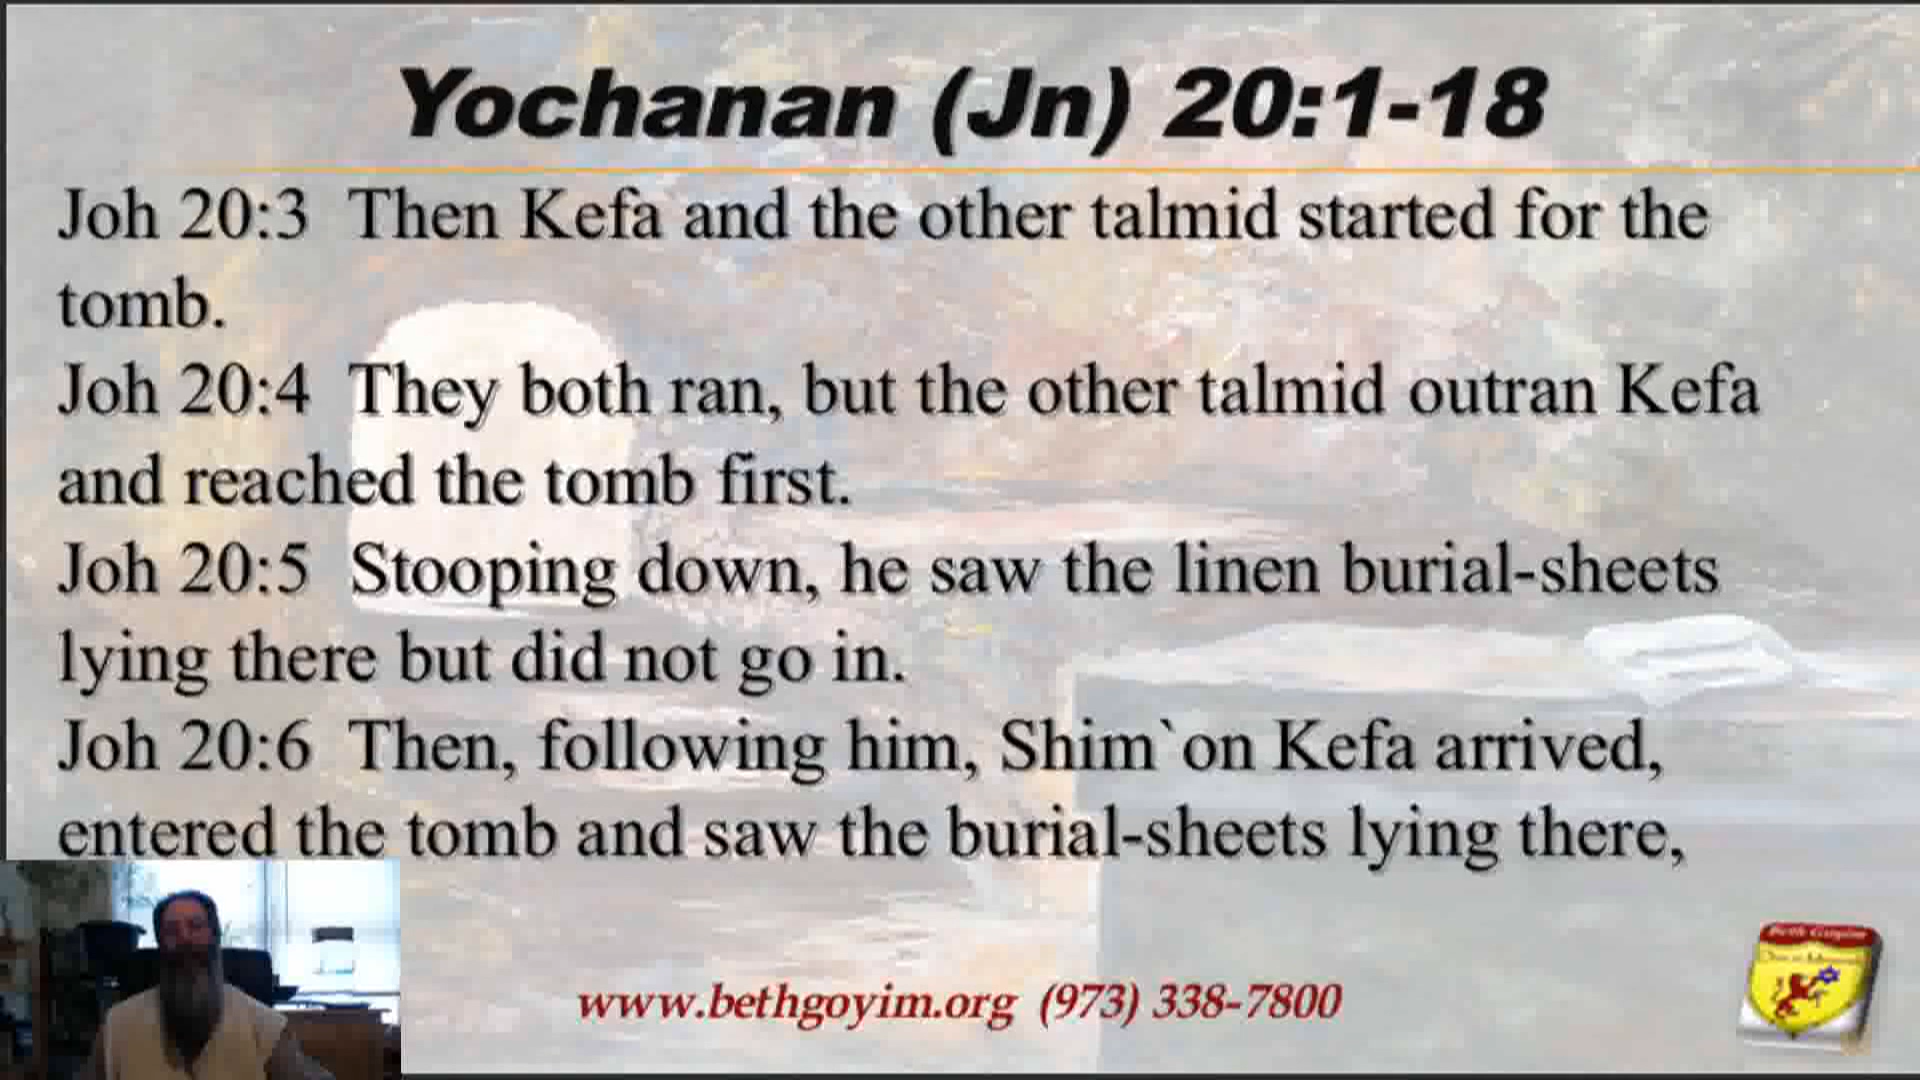 Yochanan (Jn) 20:1-18
Joh 20:3  Then Kefa and the other talmid started for the
tomb.
Joh 20:4  They both ran, but the other talmid outran Kefa
and reached the tomb first.
Joh 20:5  Stooping down, he saw the linen burial-sheets
lying there but did not go in.
Joh 20:6  Then, following him, Shim`on Kefa arrived,
entered the tomb and saw the burial-sheets lying there,
www.bethgoyim.org  (973) 338-7800
Beth Goyim